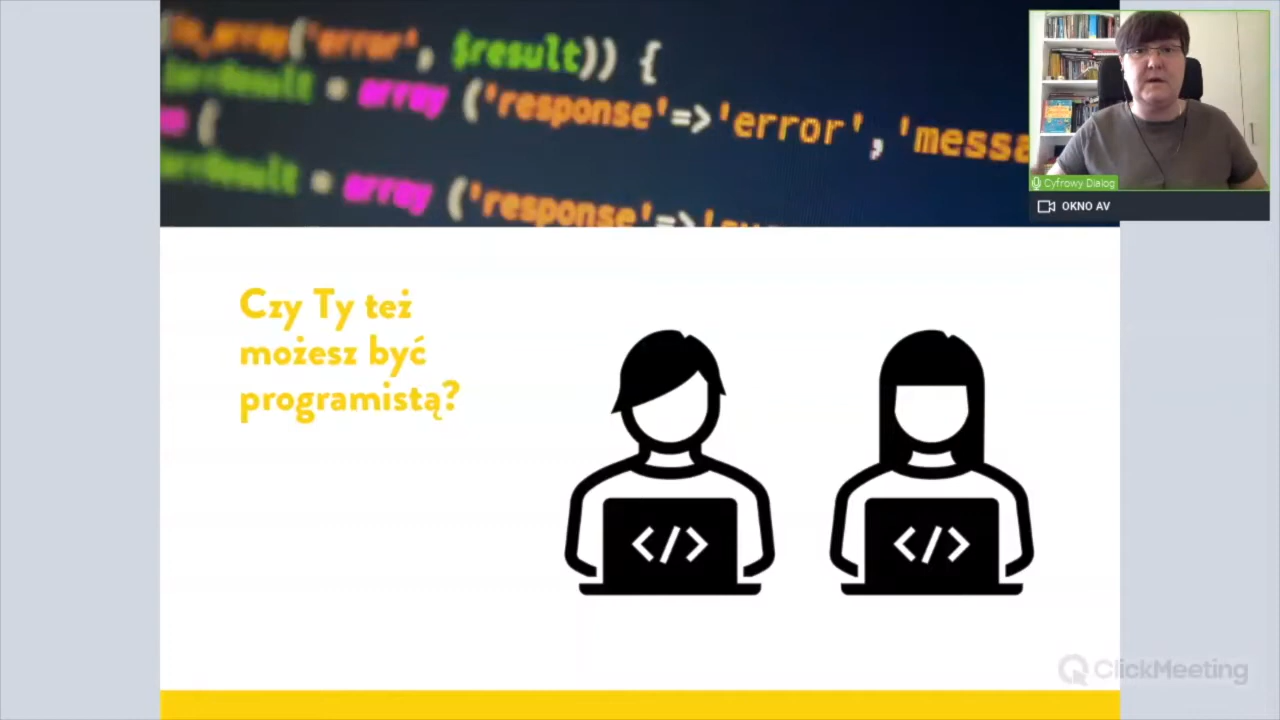 in_array('error', $result)) {
= array ('response'=>'error', 'messa
(
= array ('response'=>'
Cyfrowy Dialog
OKNO AV
Czy Ty też
możesz być
programistą?
</>
</>
ClickMeeting